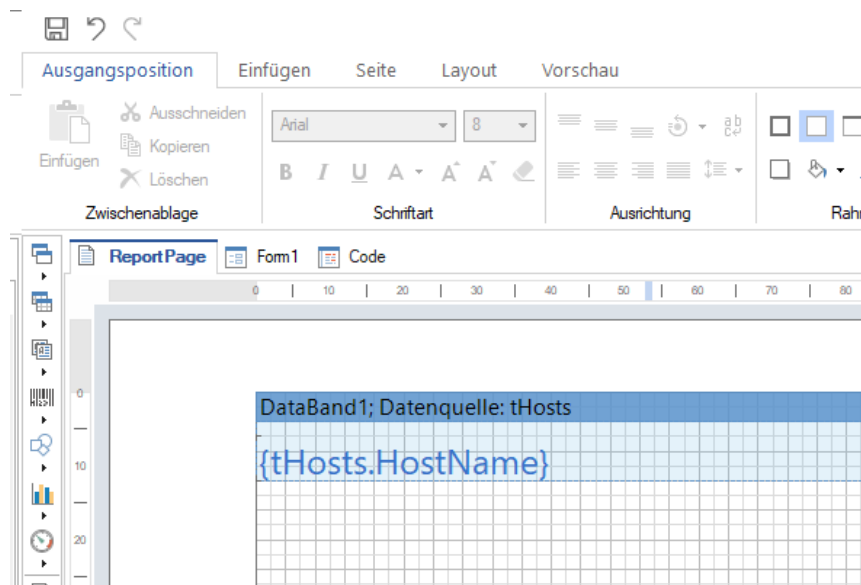 Ausgangsposition Einfügen Seite Layout Vorschau
Ausschneiden
Kopieren
Löschen
Einfügen
Arial 8
B I U A A A
ab
Zwischenablage Schriftart Ausrichtung
ReportPage Form1 Code
0 10 20 30 40 50 60 70 80
0
DataBand1; Datenquelle: tHosts
{tHosts.HostName}
10
20